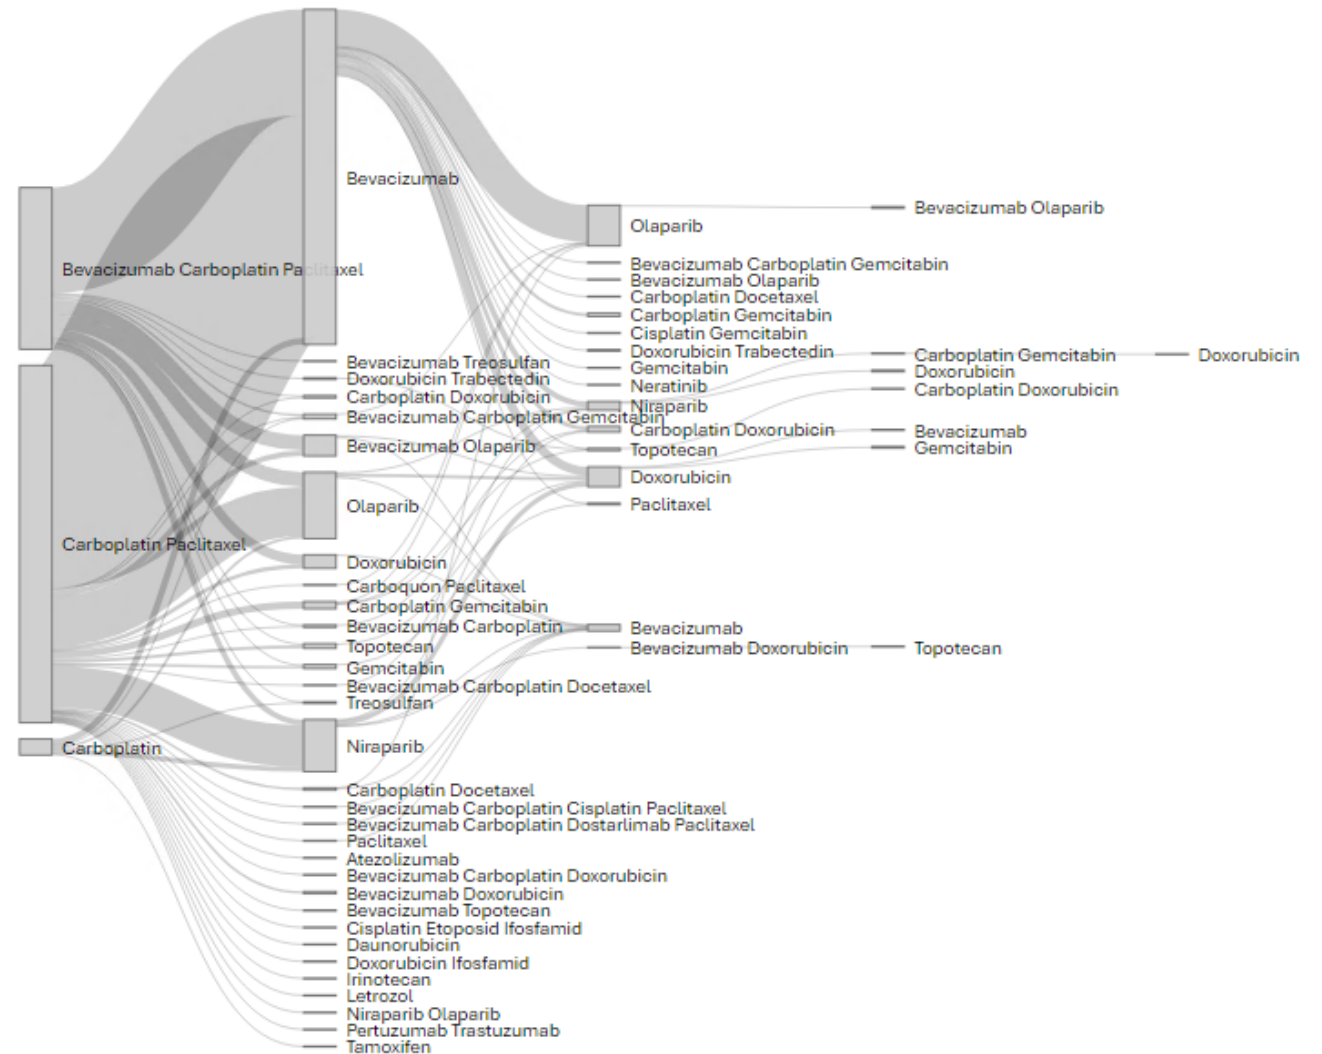 Bevacizumab Carboplatin Paclitaxel
Carboplatin Paclitaxel
Carboplatin
Bevacizumab
Bevacizumab Treosulfan
Doxorubicin Trabectedin
Carboplatin Doxorubicin
Bevacizumab Carboplatin Gemcitabin
Bevacizumab Olaparib
Olaparib
Doxorubicin
Carboquon Paclitaxel
Carboplatin Gemcitabin
Bevacizumab Carboplatin
Topotecan
Gemcitabin
Bevacizumab Carboplatin Docetaxel
Treosulfan
Niraparib
Carboplatin Docetaxel
Bevacizumab Carboplatin Cisplatin Paclitaxel
Bevacizumab Carboplatin Dostarlimab Paclitaxel
Paclitaxel
Atezolizumab
Bevacizumab Carboplatin Doxorubicin
Bevacizumab Doxorubicin
Bevacizumab Topotecan
Cisplatin Etoposid Ifosfamid
Daunorubicin
Doxorubicin Ifosfamid
Irinotecan
Letrozol
Niraparib Olaparib
Pertuzumab Trastuzumab
Tamoxifen
Olaparib
Bevacizumab Carboplatin Gemcitabin
Bevacizumab Olaparib
Carboplatin Docetaxel
Carboplatin Gemcitabin
Cisplatin Gemcitabin
Doxorubicin Trabectedin
Gemcitabin
Neratinib
Niraparib
Carboplatin Doxorubicin
Topotecan
Doxorubicin
Paclitaxel
Bevacizumab
Bevacizumab Doxorubicin
Bevacizumab Olaparib
Carboplatin Gemcitabin
Doxorubicin
Carboplatin Doxorubicin
Bevacizumab
Gemcitabin
Topotecan
Doxorubicin